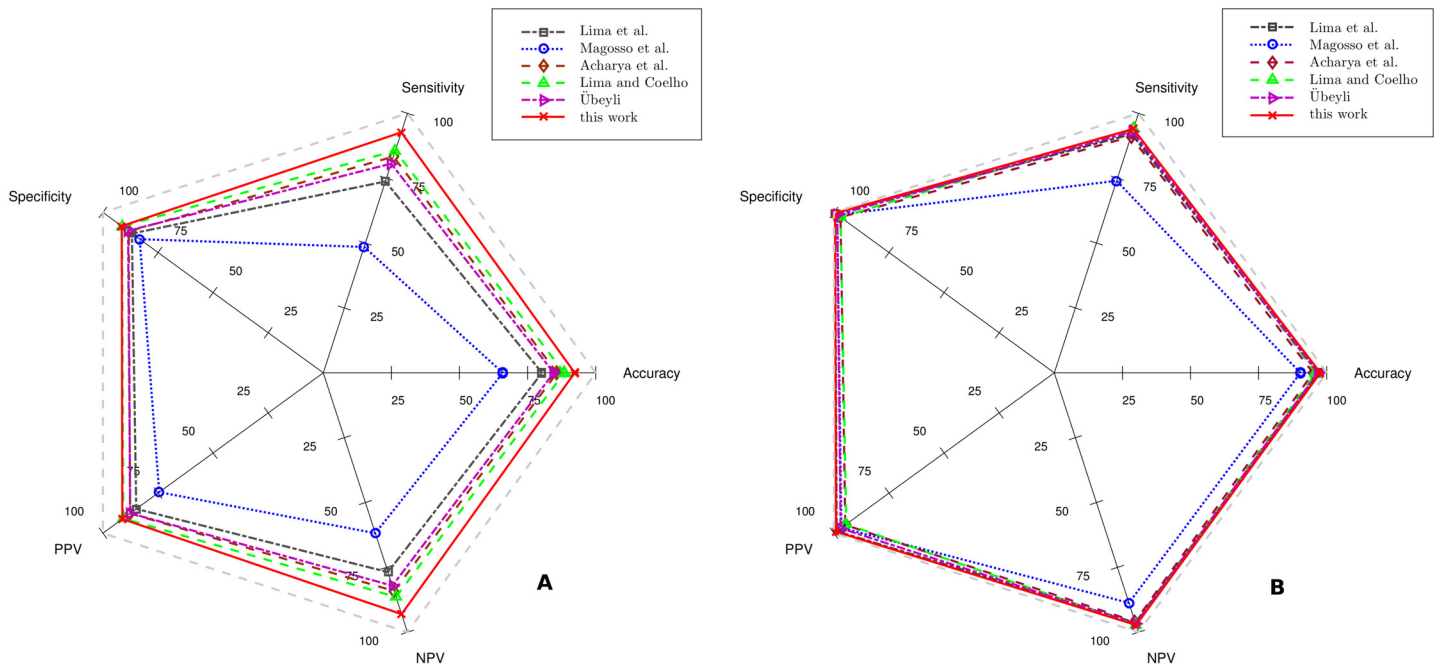 Lima et al.
Magosso et al.
Acharya et al.
Lima and Coelho
Übeyli
this work
Sensitivity
100
75
50
25
Specificity
100
75
50
25
Accuracy
25
50
75
100
25
50
75
100
PPV
25
50
75
100
NPV
A
Lima et al.
Magosso et al.
Acharya et al.
Lima and Coelho
Übeyli
this work
Sensitivity
100
75
50
25
Specificity
100
75
50
25
Accuracy
25
50
75
100
25
50
75
100
PPV
25
50
75
100
NPV
B